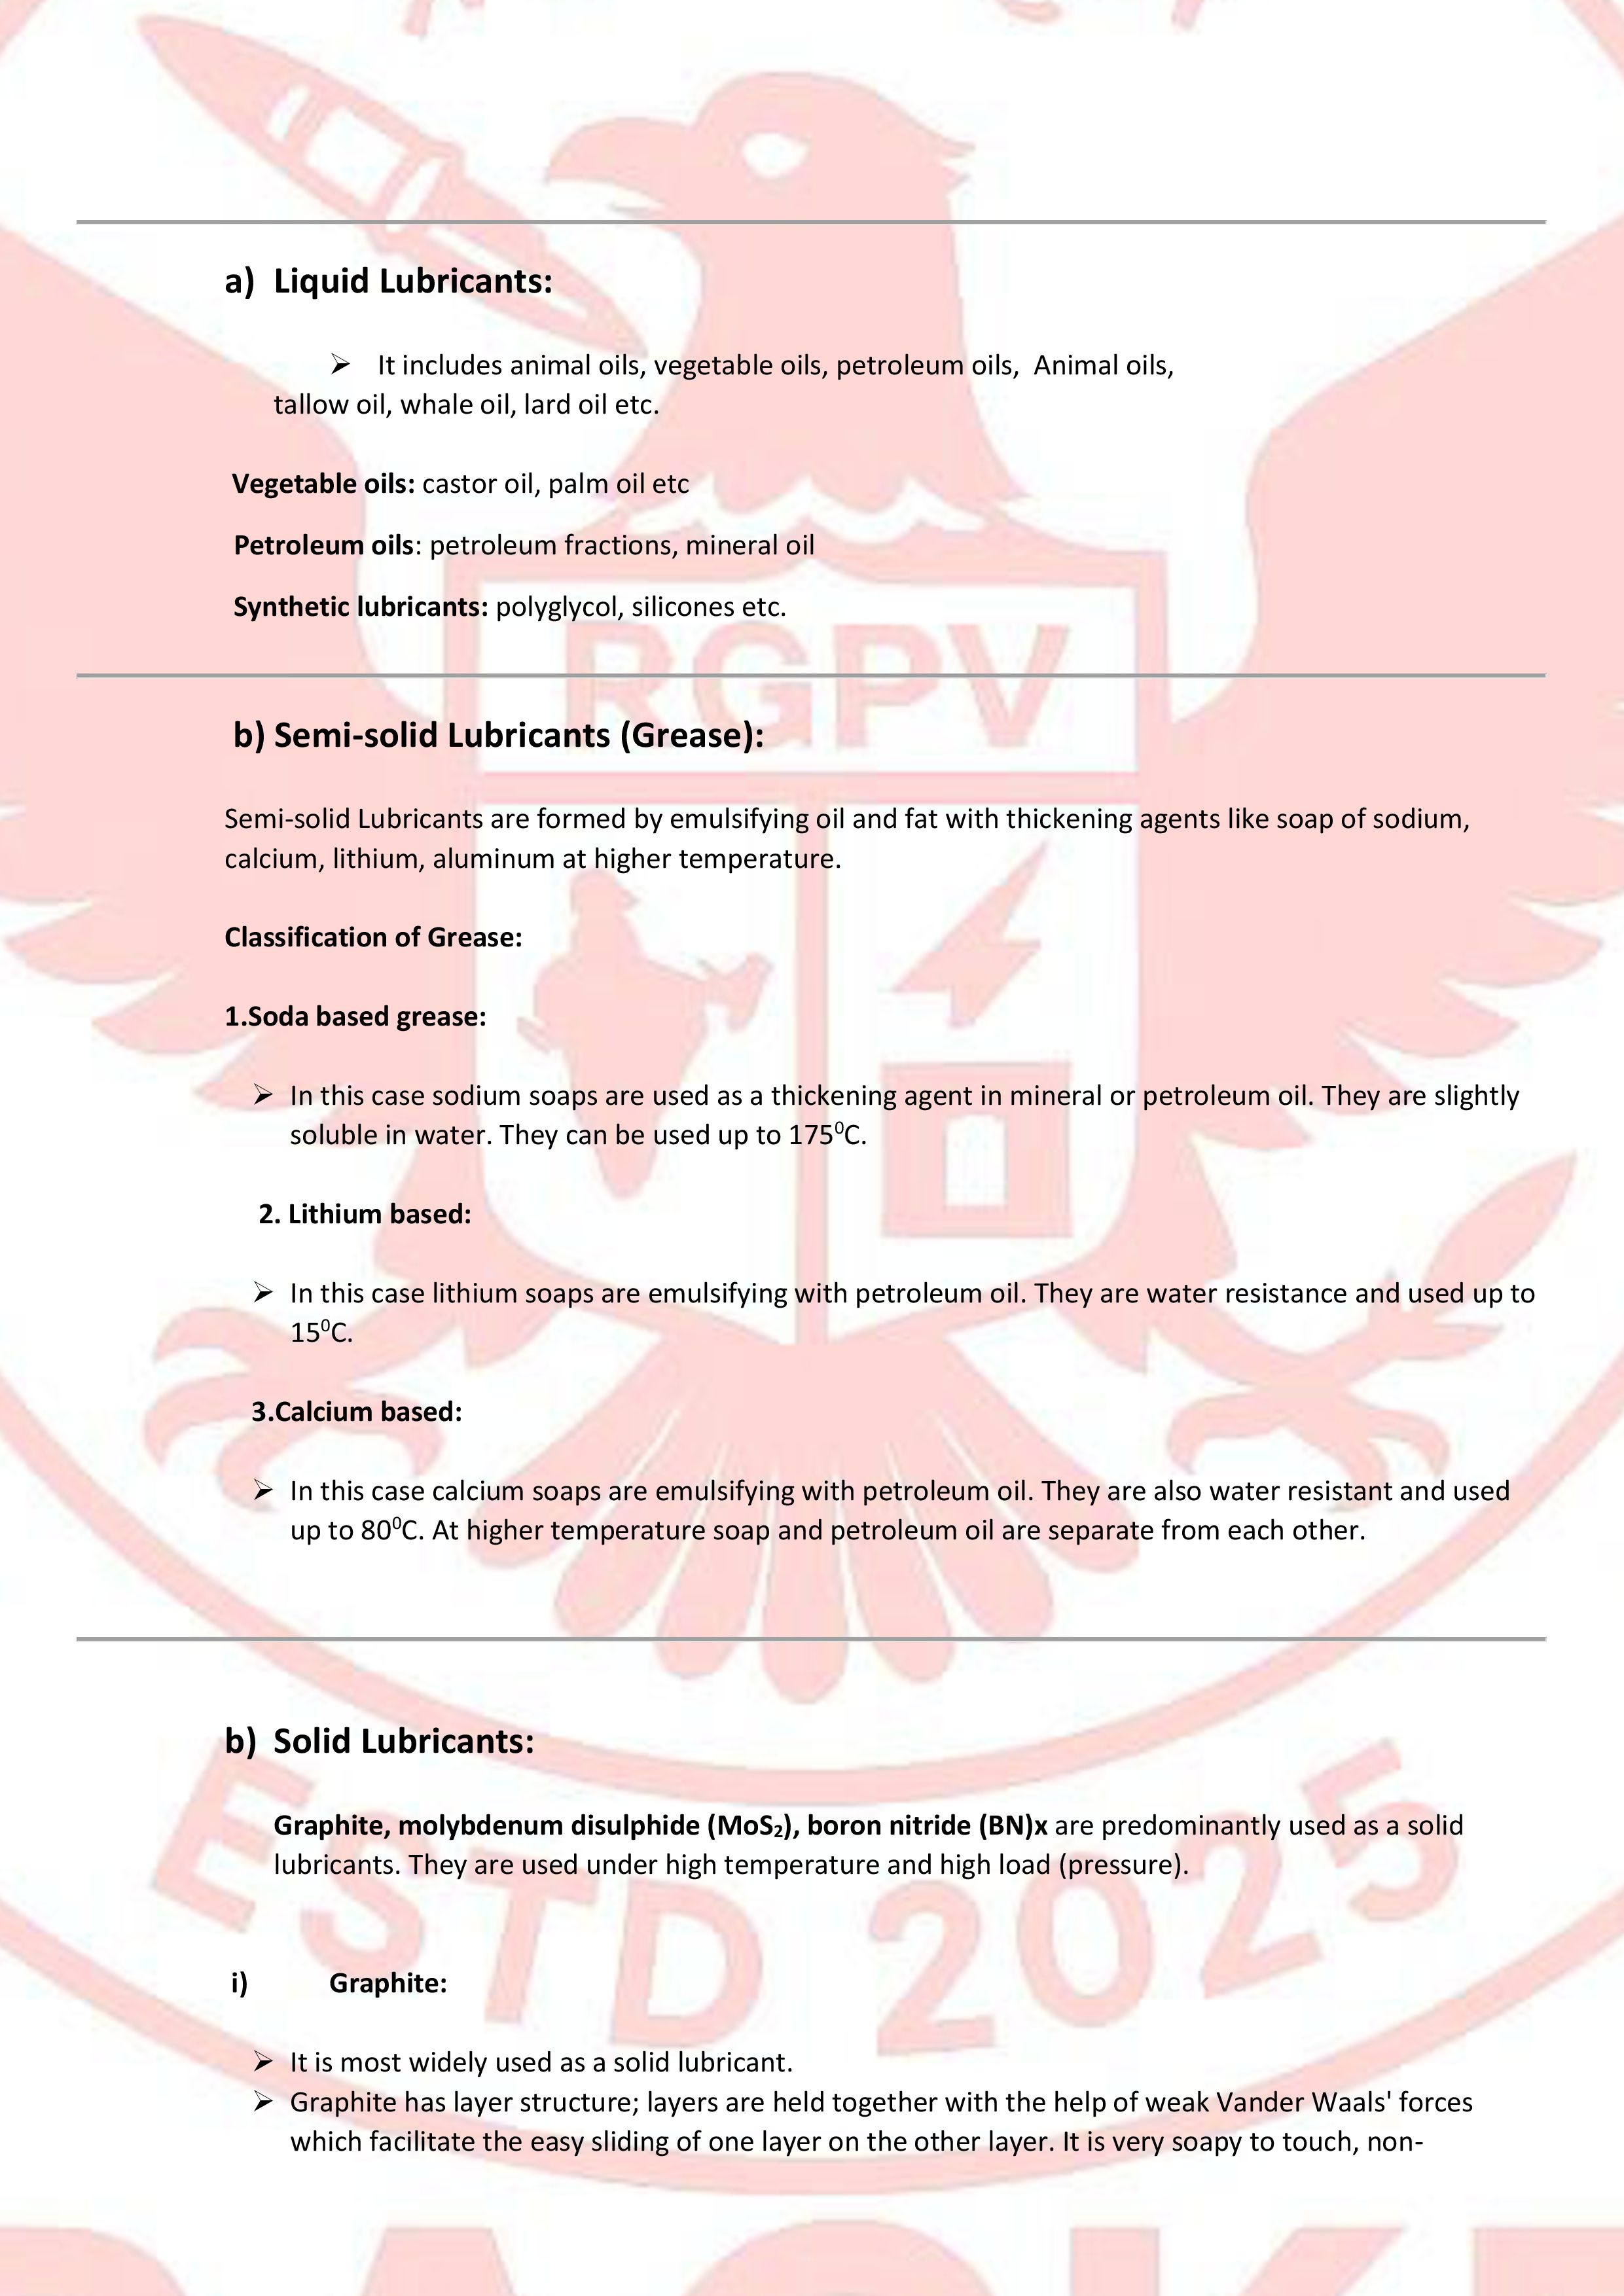 a) Liquid Lubricants:
➢ It includes animal oils, vegetable oils, petroleum oils, Animal oils,
tallow oil, whale oil, lard oil etc.
Vegetable oils: castor oil, palm oil etc
Petroleum oils: petroleum fractions, mineral oil
Synthetic lubricants: polyglycol, silicones etc.
RGPV
b) Semi-solid Lubricants (Grease):
Semi-solid Lubricants are formed by emulsifying oil and fat with thickening agents like soap of sodium,
calcium, lithium, aluminum at higher temperature.
Classification of Grease:
1.Soda based grease:
➢ In this case sodium soaps are used as a thickening agent in mineral or petroleum oil. They are slightly
soluble in water. They can be used up to 175⁰C.
2. Lithium based:
➢ In this case lithium soaps are emulsifying with petroleum oil. They are water resistance and used up to
15⁰C.
3.Calcium based:
➢ In this case calcium soaps are emulsifying with petroleum oil. They are also water resistant and used
up to 80⁰C. At higher temperature soap and petroleum oil are separate from each other.
b) Solid Lubricants:
Graphite, molybdenum disulphide (MoS₂), boron nitride (BN)x are predominantly used as a solid
lubricants. They are used under high temperature and high load (pressure).
ESTD 2025
i) Graphite:
➢ It is most widely used as a solid lubricant.
➢ Graphite has layer structure; layers are held together with the help of weak Vander Waals' forces
which facilitate the easy sliding of one layer on the other layer. It is very soapy to touch, non-